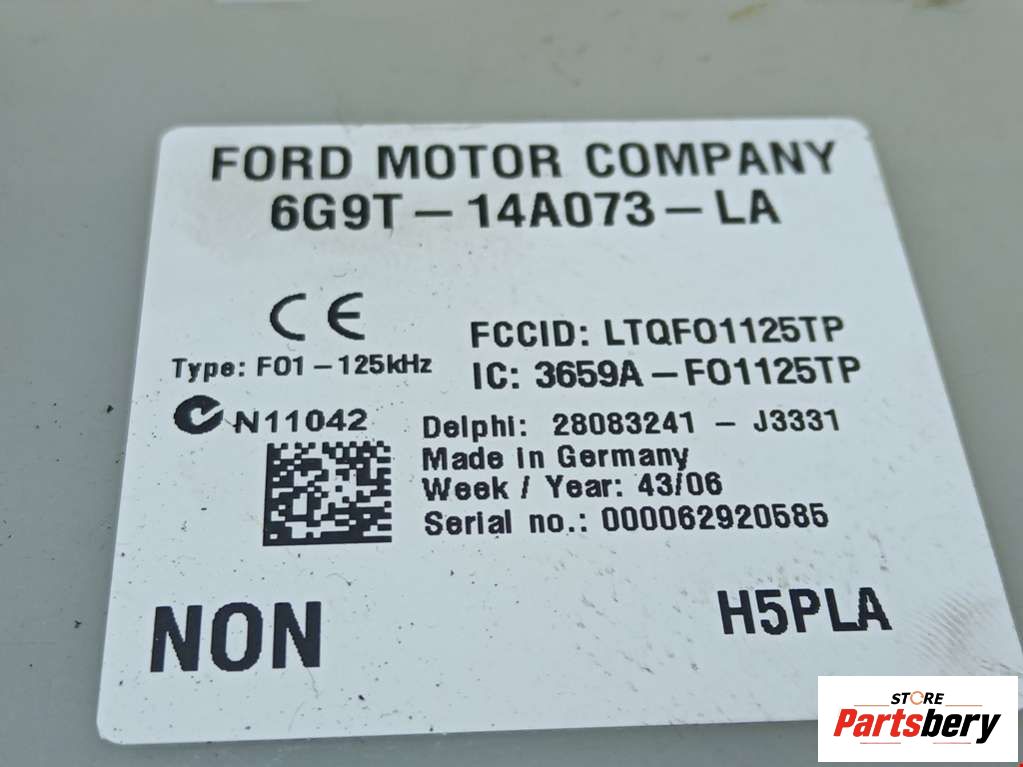 FORD MOTOR COMPANY
6G9T-14A073-LA
CE
FCCID: LTQF01125TP
Type: F01-125kHz
IC: 3659A-F01125TP
N11042
Delphi: 28083241 - J3331
Made in Germany
Week / Year: 43/06
Serial no.: 000062920585
NON
H5PLA
STORE
Partsbery